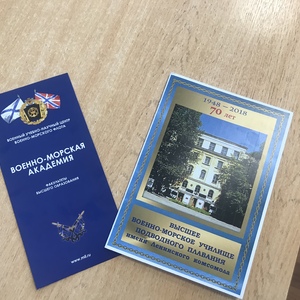 ВОЕННЫЙ УЧЕБНО-НАУЧНЫЙ ЦЕНТР
ВОЕННО-МОРСКОГО ФЛОТА
ВОЕННО-МОРСКАЯ
АКАДЕМИЯ
ФАКУЛЬТЕТЫ
ВЫСШЕГО ОБРАЗОВАНИЯ
www.mil.ru
1948 – 2018
70 лет
ВЫСШЕЕ
ВОЕННО-МОРСКОЕ УЧИЛИЩЕ
ПОДВОДНОГО ПЛАВАНИЯ
имени Ленинского комсомола